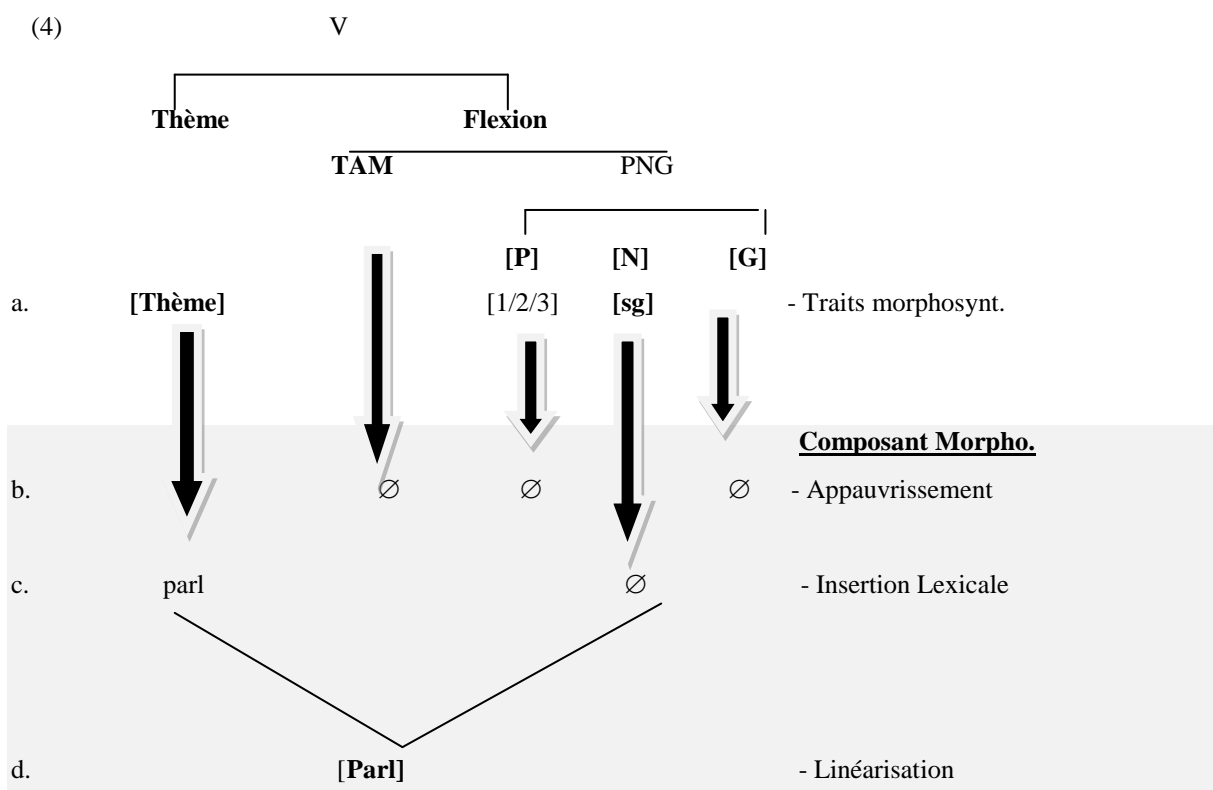 (4) V
Thème Flexion
TAM PNG
[P] [N] [G]
a. [Thème] [1/2/3] [sg] - Traits morphosynt.
Composant Morpho.
b. ∅ ∅ ∅ - Appauvrissement
c. parl ∅ - Insertion Lexicale
d. [Parl] - Linéarisation